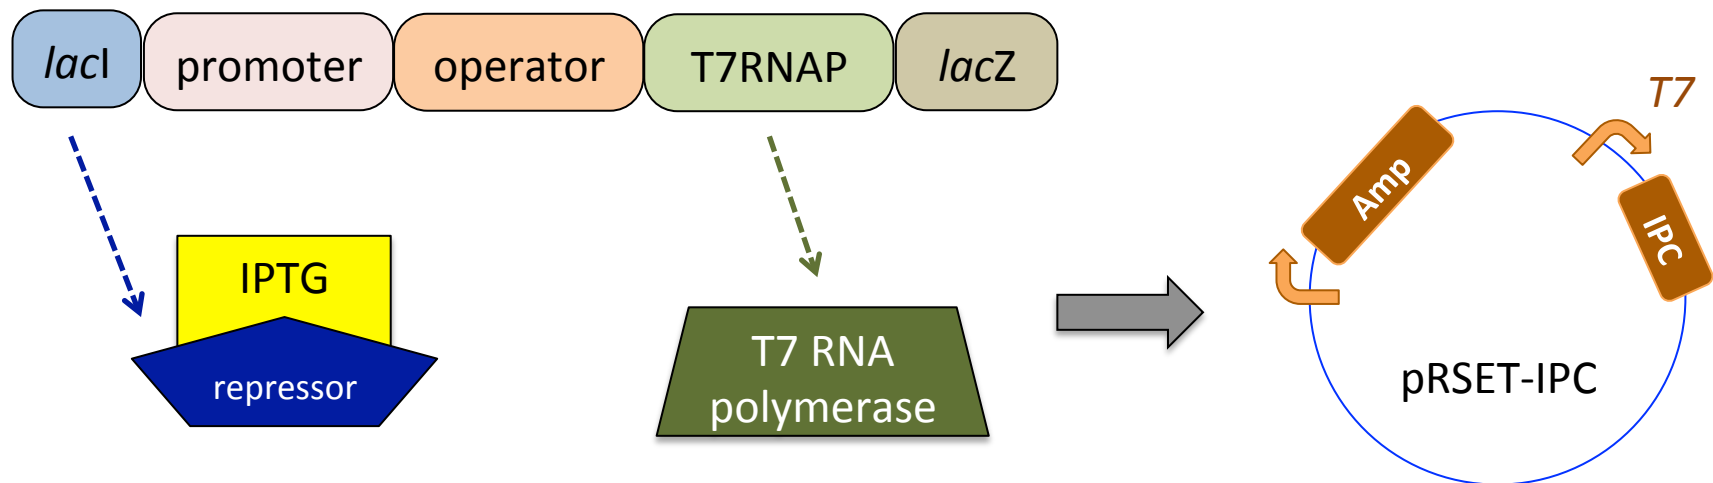 lacI
promoter
operator
T7RNAP
lacZ
T7
Amp
IPC
IPTG
repressor
T7 RNA
polymerase
pRSET-IPC